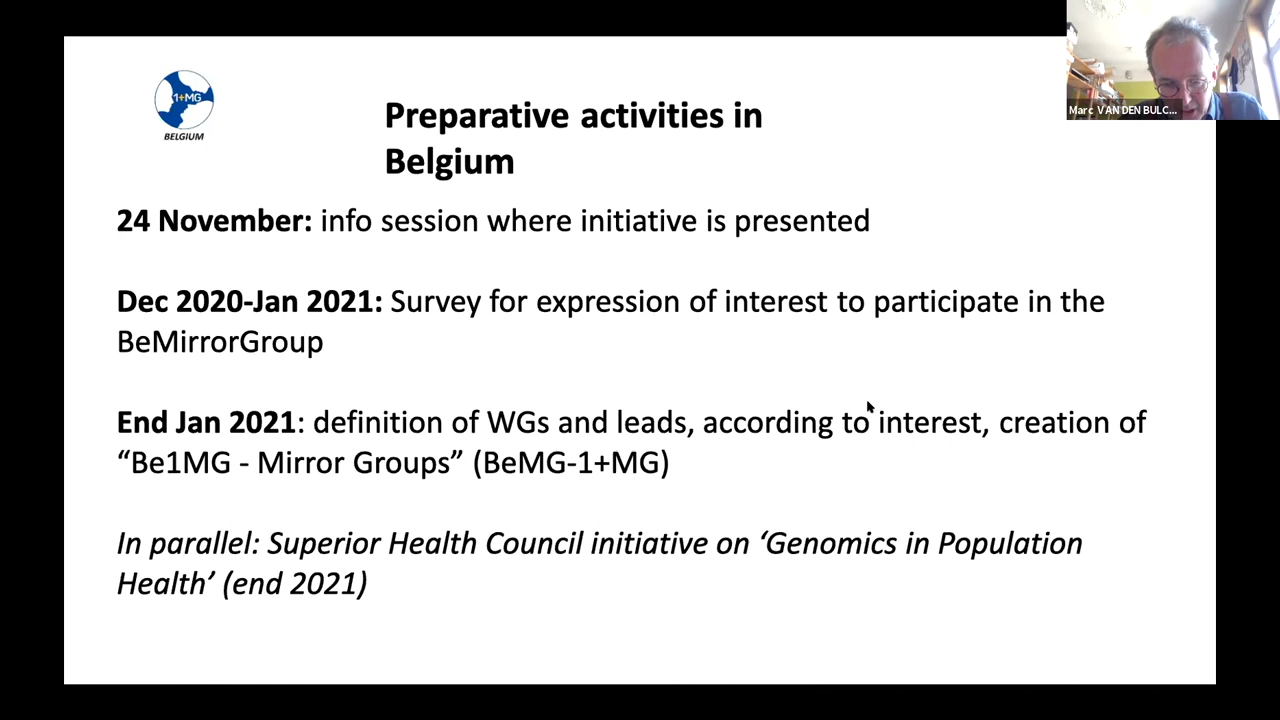 1+MG
BELGIUM
Marc VAN DEN BULC...
Preparative activities in
Belgium
24 November: info session where initiative is presented
Dec 2020-Jan 2021: Survey for expression of interest to participate in the
BeMirrorGroup
End Jan 2021: definition of WGs and leads, according to interest, creation of
“Be1MG - Mirror Groups” (BeMG-1+MG)
In parallel: Superior Health Council initiative on ‘Genomics in Population
Health’ (end 2021)